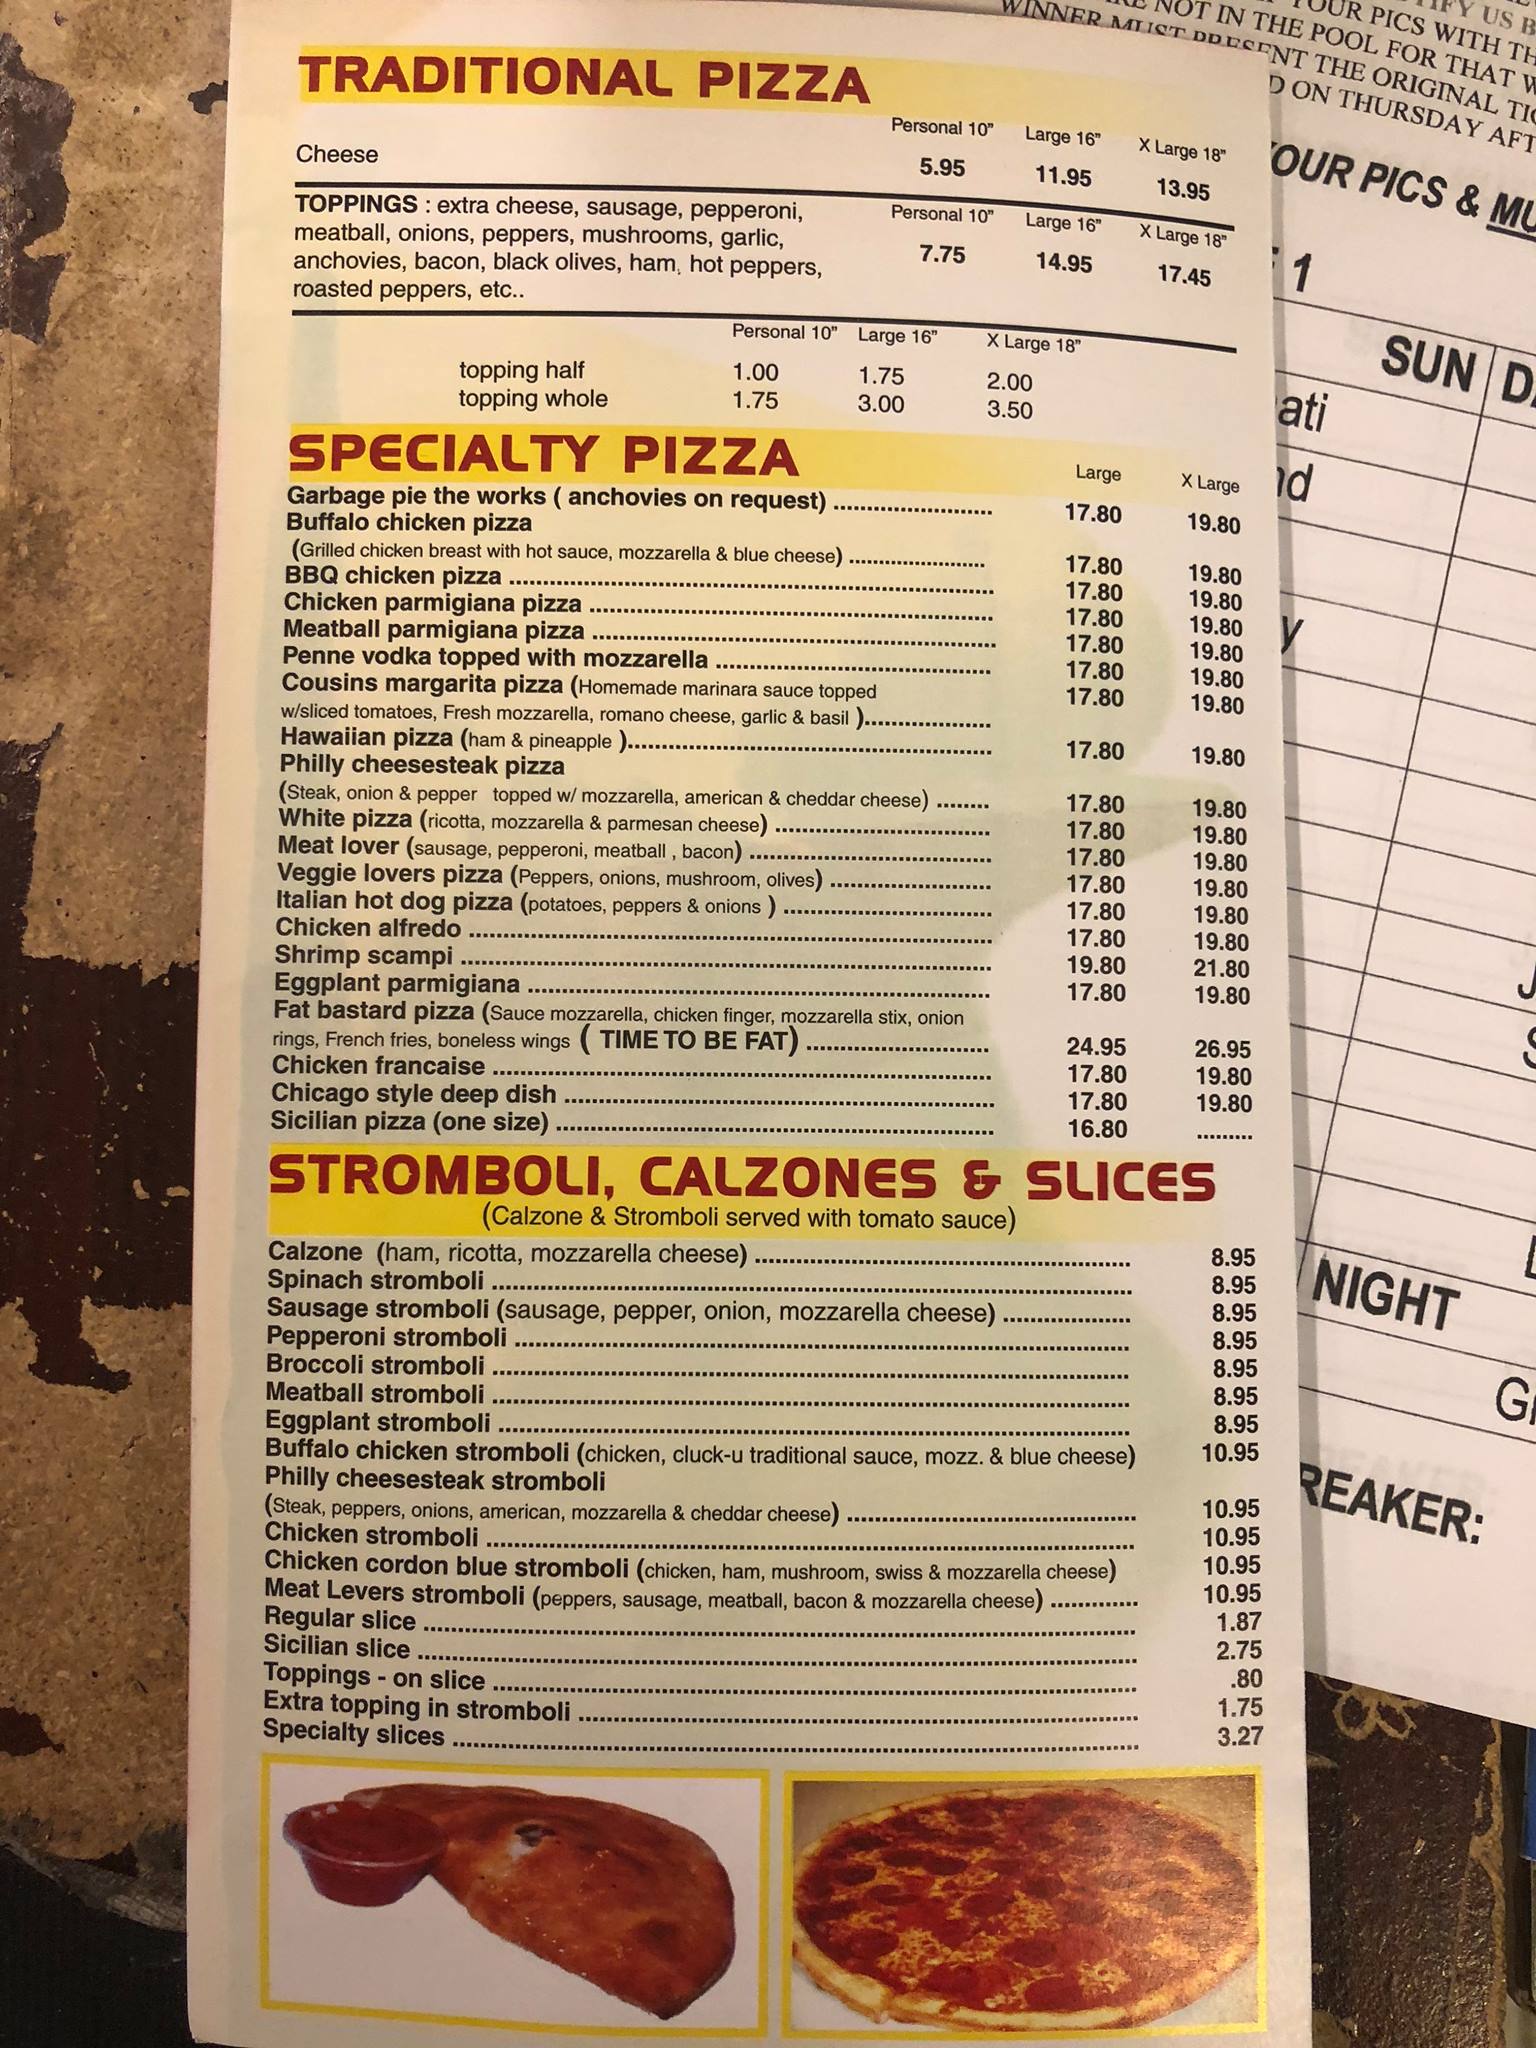 TRADITIONAL PIZZA
Personal 10" Large 16" X Large 18"
Cheese 5.95 11.95 13.95
TOPPINGS : extra cheese, sausage, pepperoni, Personal 10" Large 16" X Large 18"
meatball, onions, peppers, mushrooms, garlic, 7.75 14.95 17.45
anchovies, bacon, black olives, ham, hot peppers,
roasted peppers, etc..
Personal 10" Large 16" X Large 18"
topping half 1.00 1.75 2.00
topping whole 1.75 3.00 3.50
SPECIALTY PIZZA Large X Large
Garbage pie the works ( anchovies on request) ........................ 17.80 19.80
Buffalo chicken pizza
(Grilled chicken breast with hot sauce, mozzarella & blue cheese) ..................... 17.80 19.80
BBQ chicken pizza ........................ 17.80 19.80
Chicken parmigiana pizza ........................ 17.80 19.80
Meatball parmigiana pizza ........................ 17.80 19.80
Penne vodka topped with mozzarella ........................ 17.80 19.80
Cousins margarita pizza (Homemade marinara sauce topped 17.80 19.80
w/sliced tomatoes, Fresh mozzarella, romano cheese, garlic & basil )...................
Hawaiian pizza (ham & pineapple )........................ 17.80 19.80
Philly cheesesteak pizza
(Steak, onion & pepper topped w/ mozzarella, american & cheddar cheese) ........ 17.80 19.80
White pizza (ricotta, mozzarella & parmesan cheese) ........................ 17.80 19.80
Meat lover (sausage, pepperoni, meatball , bacon) ........................ 17.80 19.80
Veggie lovers pizza (Peppers, onions, mushroom, olives) ........................ 17.80 19.80
Italian hot dog pizza (potatoes, peppers & onions ) ........................ 17.80 19.80
Chicken alfredo ........................ 17.80 19.80
Shrimp scampi ........................ 19.80 21.80
Eggplant parmigiana ........................ 17.80 19.80
Fat bastard pizza (Sauce mozzarella, chicken finger, mozzarella stix, onion
rings, French fries, boneless wings ( TIME TO BE FAT) ........................ 24.95 26.95
Chicken francaise ........................ 17.80 19.80
Chicago style deep dish ........................ 17.80 19.80
Sicilian pizza (one size) ........................ 16.80 .........
STROMBOLI, CALZONES & SLICES
(Calzone & Stromboli served with tomato sauce)
Calzone (ham, ricotta, mozzarella cheese) ........................ 8.95
Spinach stromboli ........................ 8.95
Sausage stromboli (sausage, pepper, onion, mozzarella cheese) ................... 8.95
Pepperoni stromboli ........................ 8.95
Broccoli stromboli ........................ 8.95
Meatball stromboli ........................ 8.95
Eggplant stromboli ........................ 8.95
Buffalo chicken stromboli (chicken, cluck-u traditional sauce, mozz. & blue cheese) 10.95
Philly cheesesteak stromboli
(Steak, peppers, onions, american, mozzarella & cheddar cheese) ........................ 10.95
Chicken stromboli ........................ 10.95
Chicken cordon blue stromboli (chicken, ham, mushroom, swiss & mozzarella cheese) 10.95
Meat Levers stromboli (peppers, sausage, meatball, bacon & mozzarella cheese) ............. 10.95
Regular slice ........................ 1.87
Sicilian slice ........................ 2.75
Toppings - on slice ........................ .80
Extra topping in stromboli ........................ 1.75
Specialty slices ........................ 3.27
US
YOUR PICS WITH
NOT IN THE POOL FOR THAT
WINNER MUST PRESENT THE ORIGINAL
ON THURSDAY
YOUR PICS &
1
SUN
NIGHT